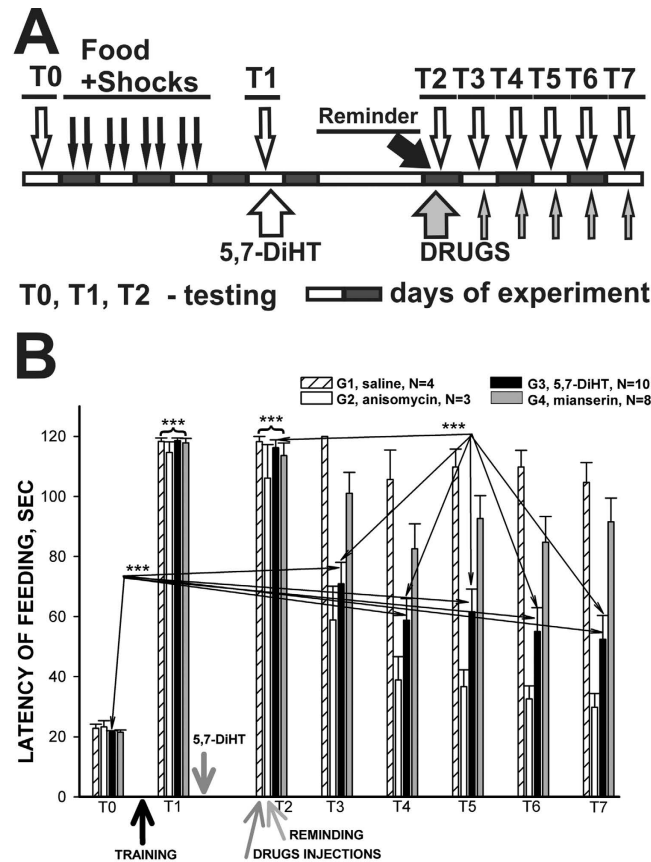 A
Food
+Shocks
T0 T1 T2 T3 T4 T5 T6 T7
Reminder
5,7-DiHT DRUGS
T0, T1, T2 - testing days of experiment
B
G1, saline, N=4 G3, 5,7-DiHT, N=10
G2, anisomycin, N=3 G4, mianserin, N=8
LATENCY OF FEEDING, SEC
120
100
80
60
40
20
0
***
***
***
***
5,7-DiHT
T0 T1 T2 T3 T4 T5 T6 T7
REMINDING
TRAINING DRUGS INJECTIONS